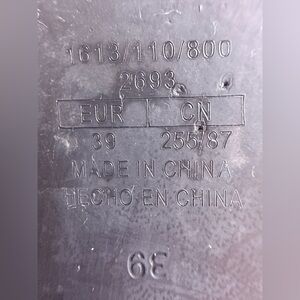 1613/110/800
2693
EUR CN
39 255/87
MADE IN CHINA
HECHO EN CHINA
39